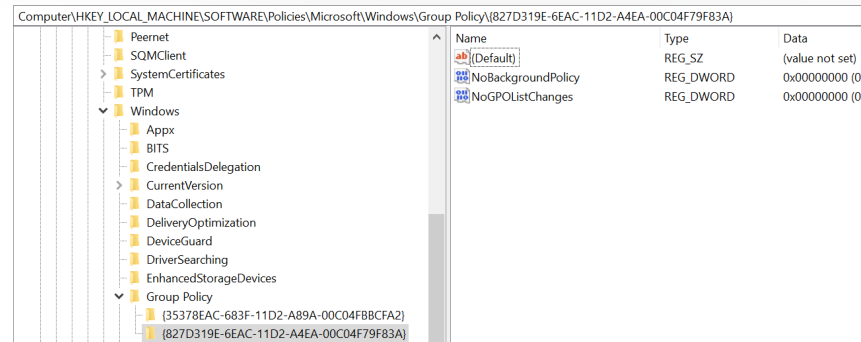 Computer\HKEY_LOCAL_MACHINE\SOFTWARE\Policies\Microsoft\Windows\Group Policy\{827D319E-6EAC-11D2-A4EA-00C04F79F83A}
Peernet
SQMClient
SystemCertificates
TPM
Windows
Appx
BITS
CredentialsDelegation
CurrentVersion
DataCollection
DeliveryOptimization
DeviceGuard
DriverSearching
EnhancedStorageDevices
Group Policy
{35378EAC-683F-11D2-A89A-00C04FBBCFA2}
{827D319E-6EAC-11D2-A4EA-00C04F79F83A}
Name Type Data
(Default) REG_SZ (value not set)
NoBackgroundPolicy REG_DWORD 0x00000000 (0
NoGPOListChanges REG_DWORD 0x00000000 (0